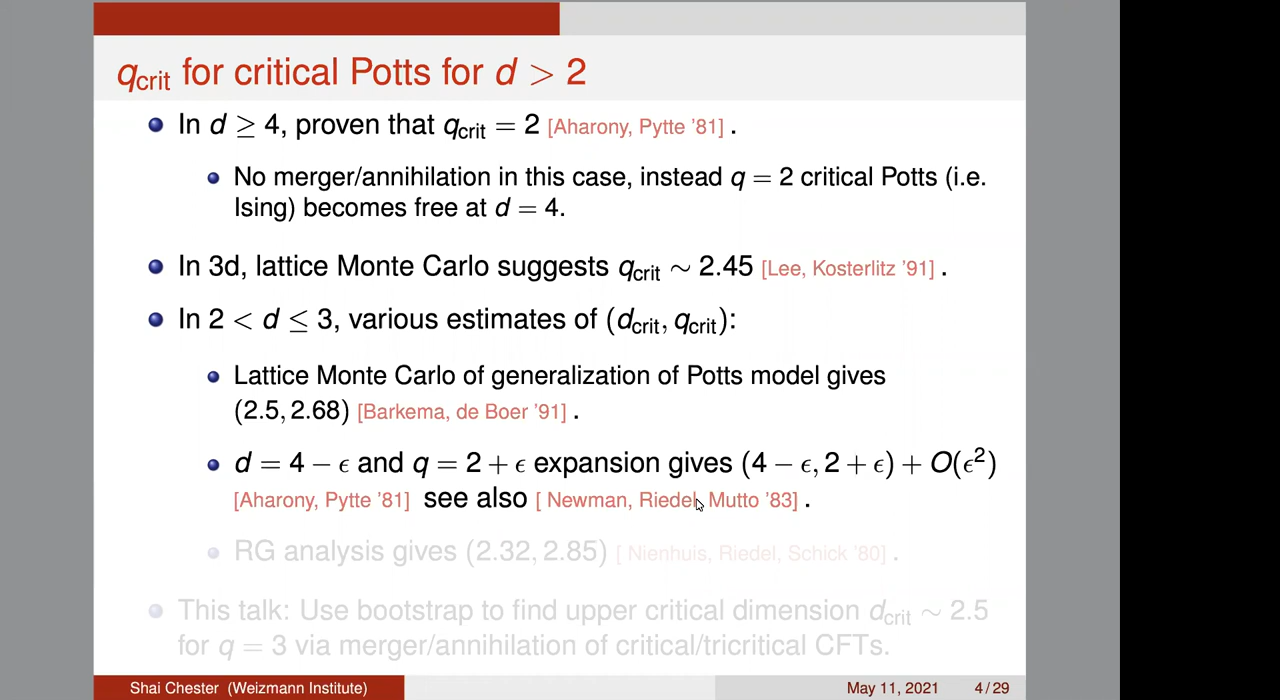 q_crit for critical Potts for d > 2
In d ≥ 4, proven that q_crit = 2 [Aharony, Pytte '81] .
No merger/annihilation in this case, instead q = 2 critical Potts (i.e.
Ising) becomes free at d = 4.
In 3d, lattice Monte Carlo suggests q_crit ∼ 2.45 [Lee, Kosterlitz '91] .
In 2 < d ≤ 3, various estimates of (d_crit, q_crit):
Lattice Monte Carlo of generalization of Potts model gives
(2.5, 2.68) [Barkema, de Boer '91] .
d = 4 − ϵ and q = 2 + ϵ expansion gives (4 − ϵ, 2 + ϵ) + O(ϵ²)
[Aharony, Pytte '81] see also [ Newman, Riedel, Mutto '83] .
RG analysis gives (2.32, 2.85) [ Nienhuis, Riedel, Schick '80] .
This talk: Use bootstrap to find upper critical dimension d_crit ∼ 2.5
for q = 3 via merger/annihilation of critical/tricritical CFTs.
Shai Chester (Weizmann Institute) May 11, 2021 4 / 29